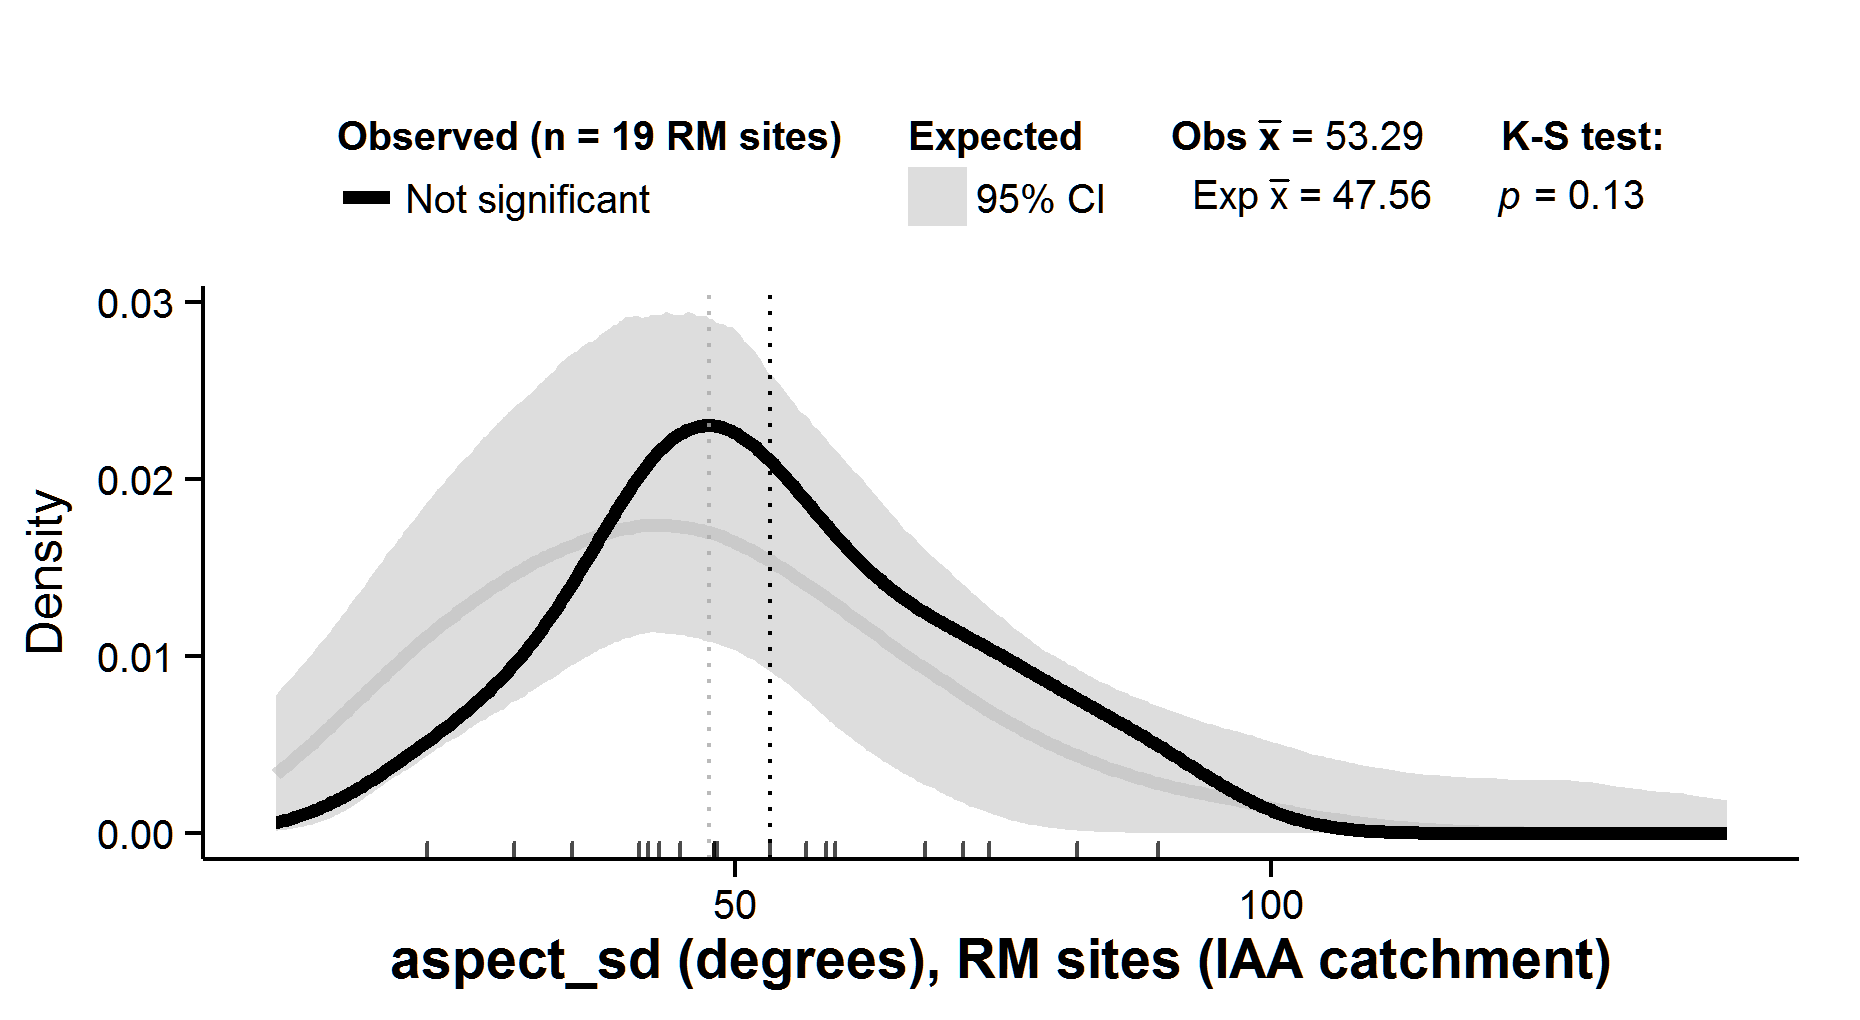 Observed (n = 19 RM sites) Expected Obs x̅ = 53.29 K-S test:
Not significant 95% CI Exp x̅ = 47.56 p = 0.13
0.03
0.02
0.01
0.00
Density
50 100
aspect_sd (degrees), RM sites (IAA catchment)